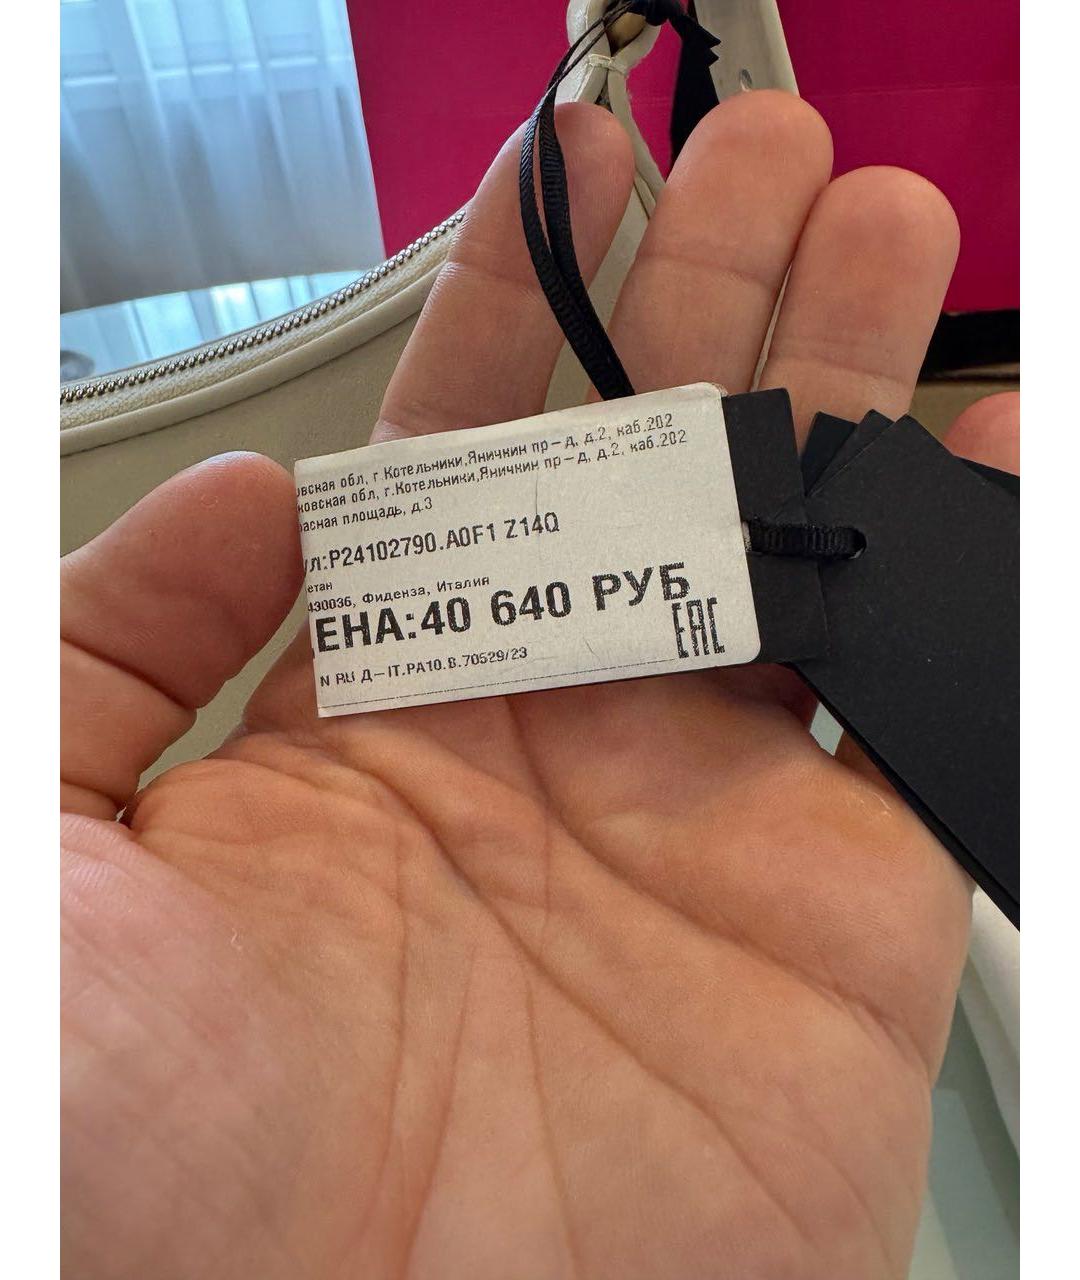 овская обл, г.Котельники,Яничкин пр-д, д.2, каб.202
ковская обл, г.Котельники,Яничкин пр-д, д.2, каб.202
расная площадь, д.3
ул:P24102790.A0F1 Z14Q
етан
430036, Фиденза, Италия
ЕНА:40 640 РУБ
EAC
N RU Д-IT.РА10.В.70529/23